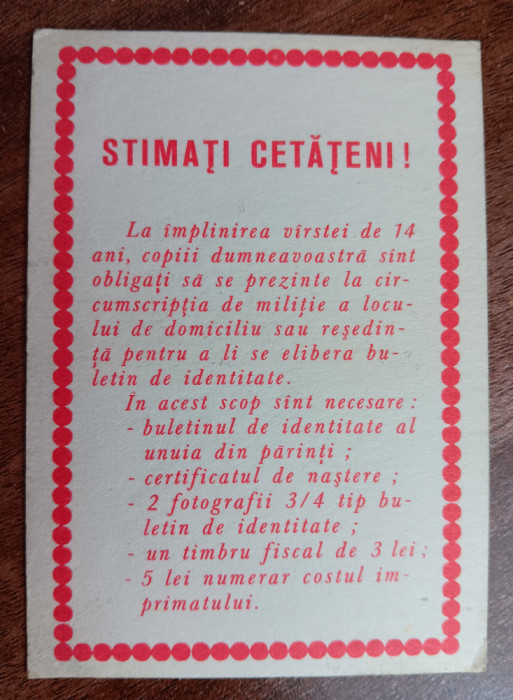 STIMAŢI CETĂŢENI!
La împlinirea vîrstei de 14
ani, copiii dumneavoastră sînt
obligaţi să se prezinte la cir-
cumscripţia de miliţie a locu-
lui de domiciliu sau reşedin-
ţă pentru a li se elibera bu-
letin de identitate.
În acest scop sînt necesare :
- buletinul de identitate al
unuia din părinţi ;
- certificatul de naştere ;
- 2 fotografii 3/4 tip bu-
letin de identitate ;
- un timbru fiscal de 3 lei ;
- 5 lei numerar costul im-
primatului.